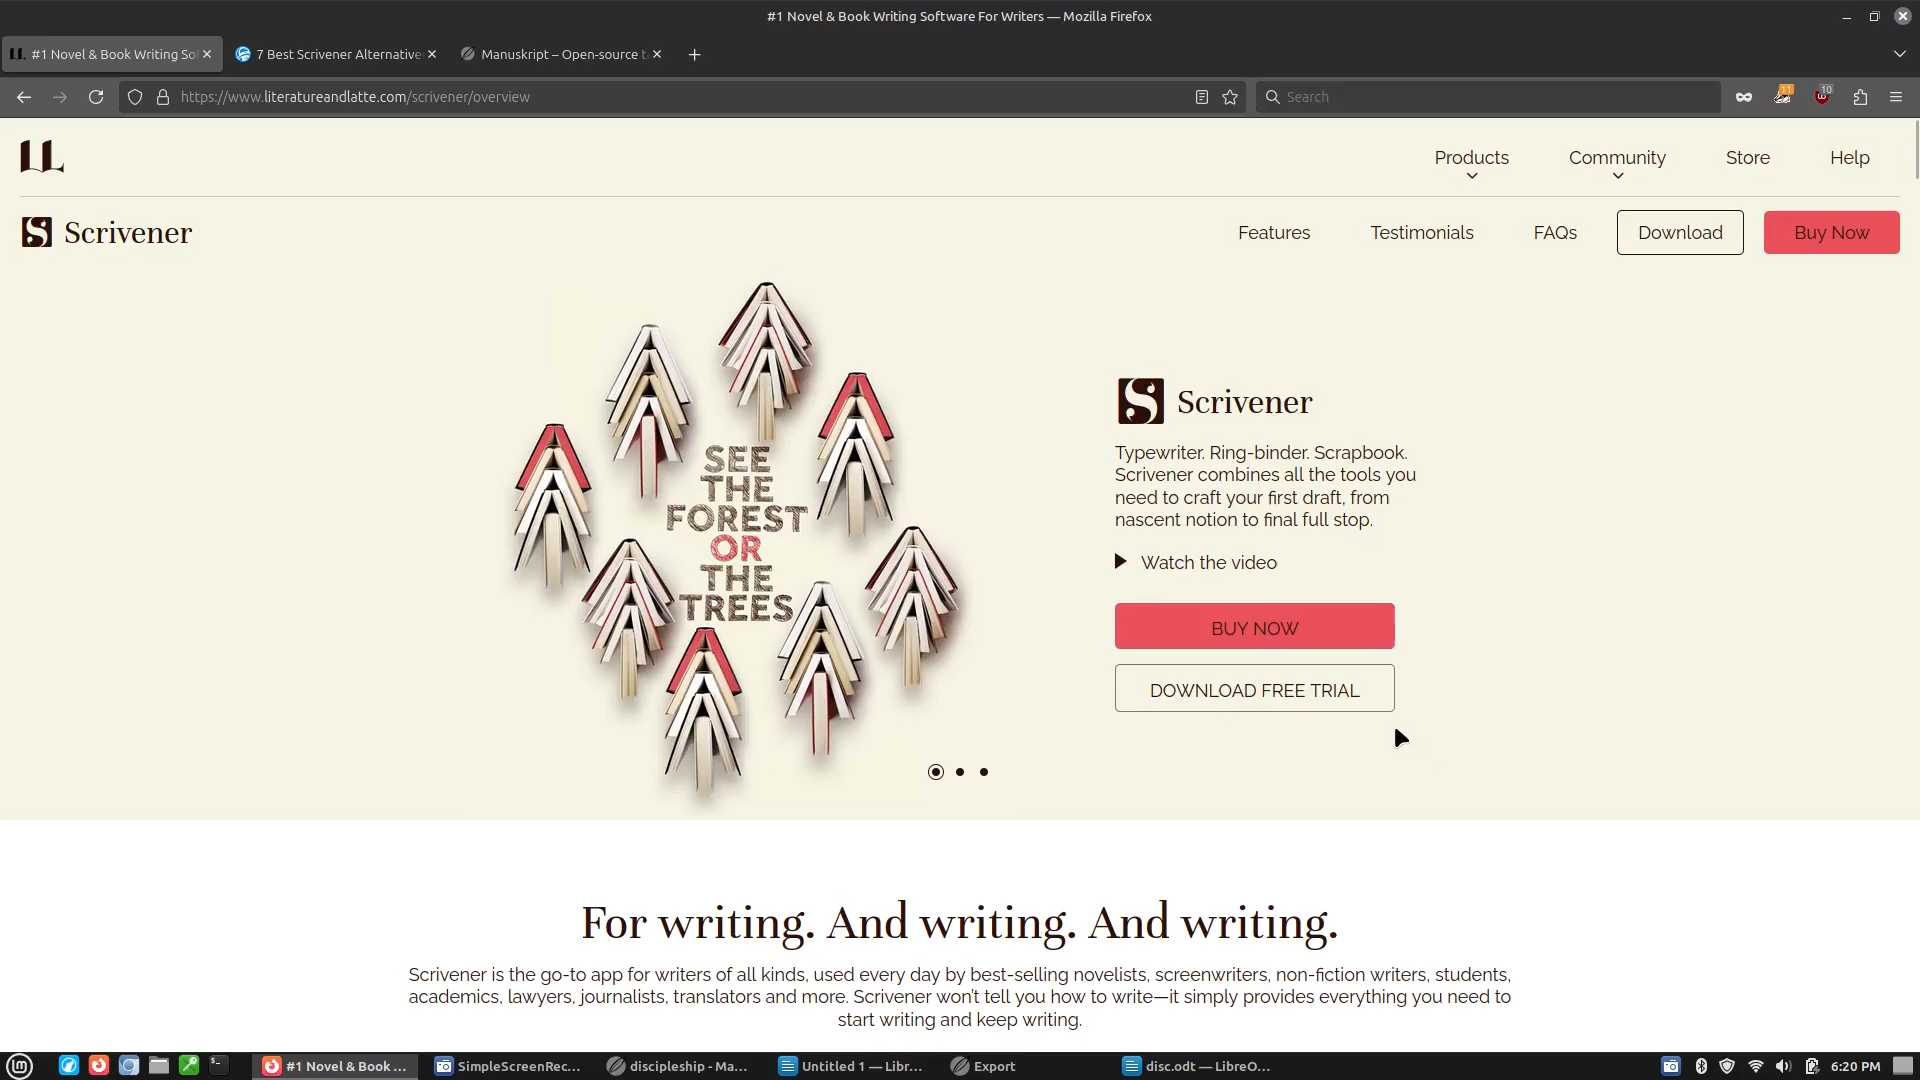 #1 Novel & Book Writing Software For Writers — Mozilla Firefox
#1 Novel & Book Writing So
7 Best Scrivener Alternative
Manuskript – Open-source t
https://www.literatureandlatte.com/scrivener/overview
Search
11
10
Products
Community
Store
Help
Scrivener
Features
Testimonials
FAQs
Download
Buy Now
SEE
THE
FOREST
OR
THE
TREES
Scrivener
Typewriter. Ring-binder. Scrapbook.
Scrivener combines all the tools you
need to craft your first draft, from
nascent notion to final full stop.
Watch the video
BUY NOW
DOWNLOAD FREE TRIAL
For writing. And writing. And writing.
Scrivener is the go-to app for writers of all kinds, used every day by best-selling novelists, screenwriters, non-fiction writers, students,
academics, lawyers, journalists, translators and more. Scrivener won't tell you how to write—it simply provides everything you need to
start writing and keep writing.
#1 Novel & Book ...
SimpleScreenRec...
discipleship - Ma...
Untitled 1 — Libr...
Export
disc.odt — LibreO...
6:20 PM